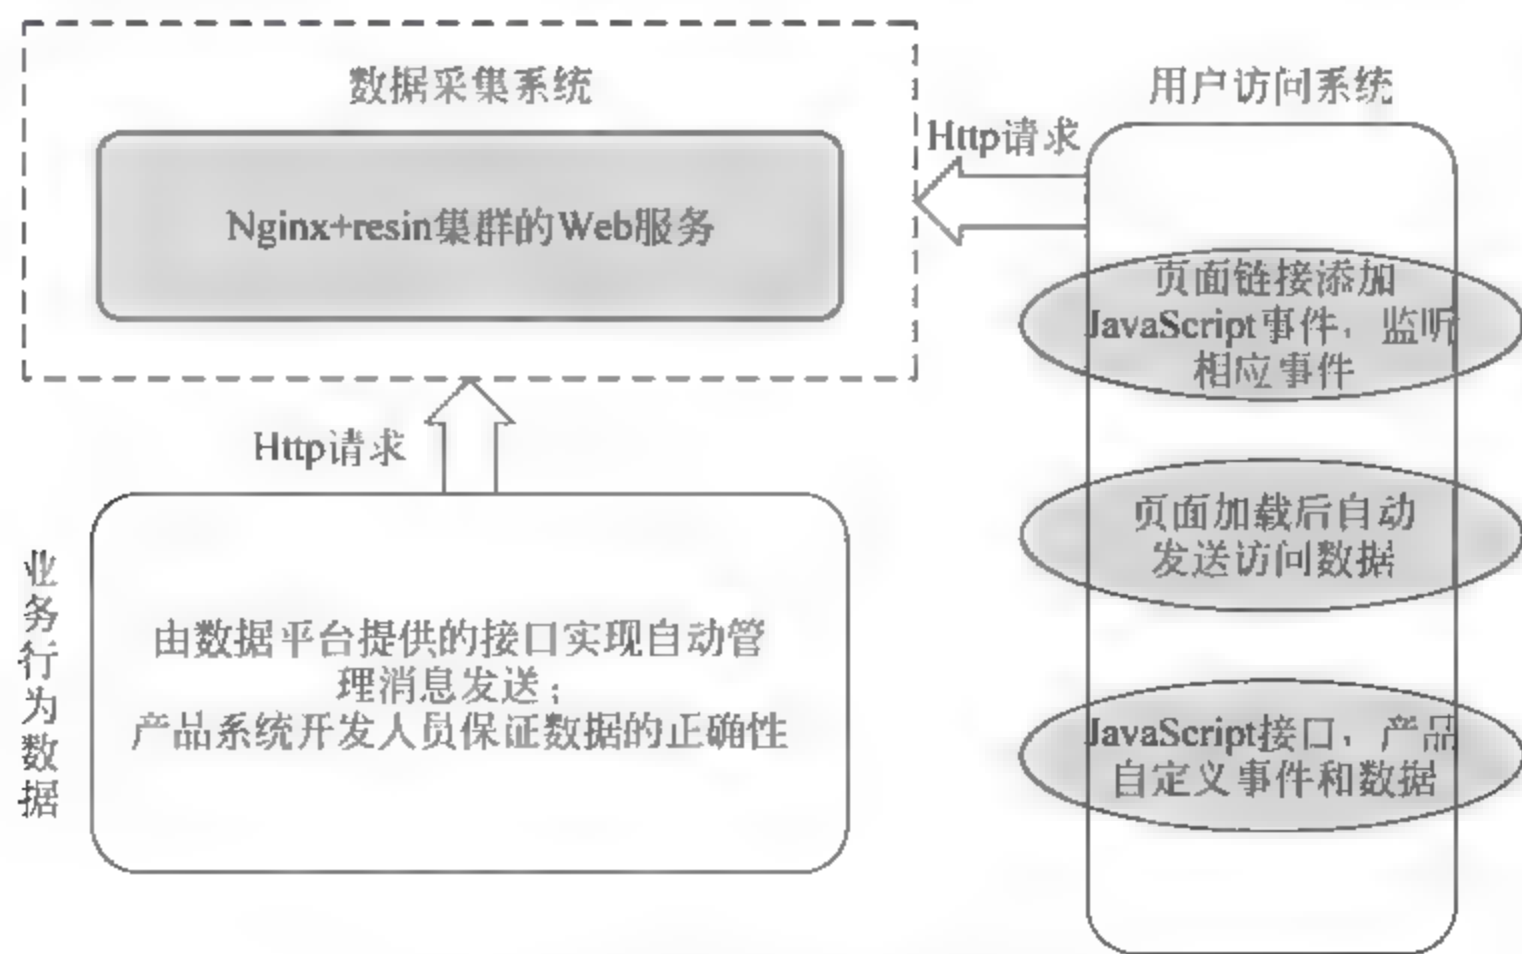 数据采集系统
Nginx+resin集群的Web服务
Http请求
用户访问系统
页面链接添加
JavaScript事件，监听
相应事件
页面加载后自动
发送访问数据
JavaScript接口，产品
自定义事件和数据
Http请求
业务行为数据
由数据平台提供的接口实现自动管
理消息发送；
产品系统开发人员保证数据的正确性